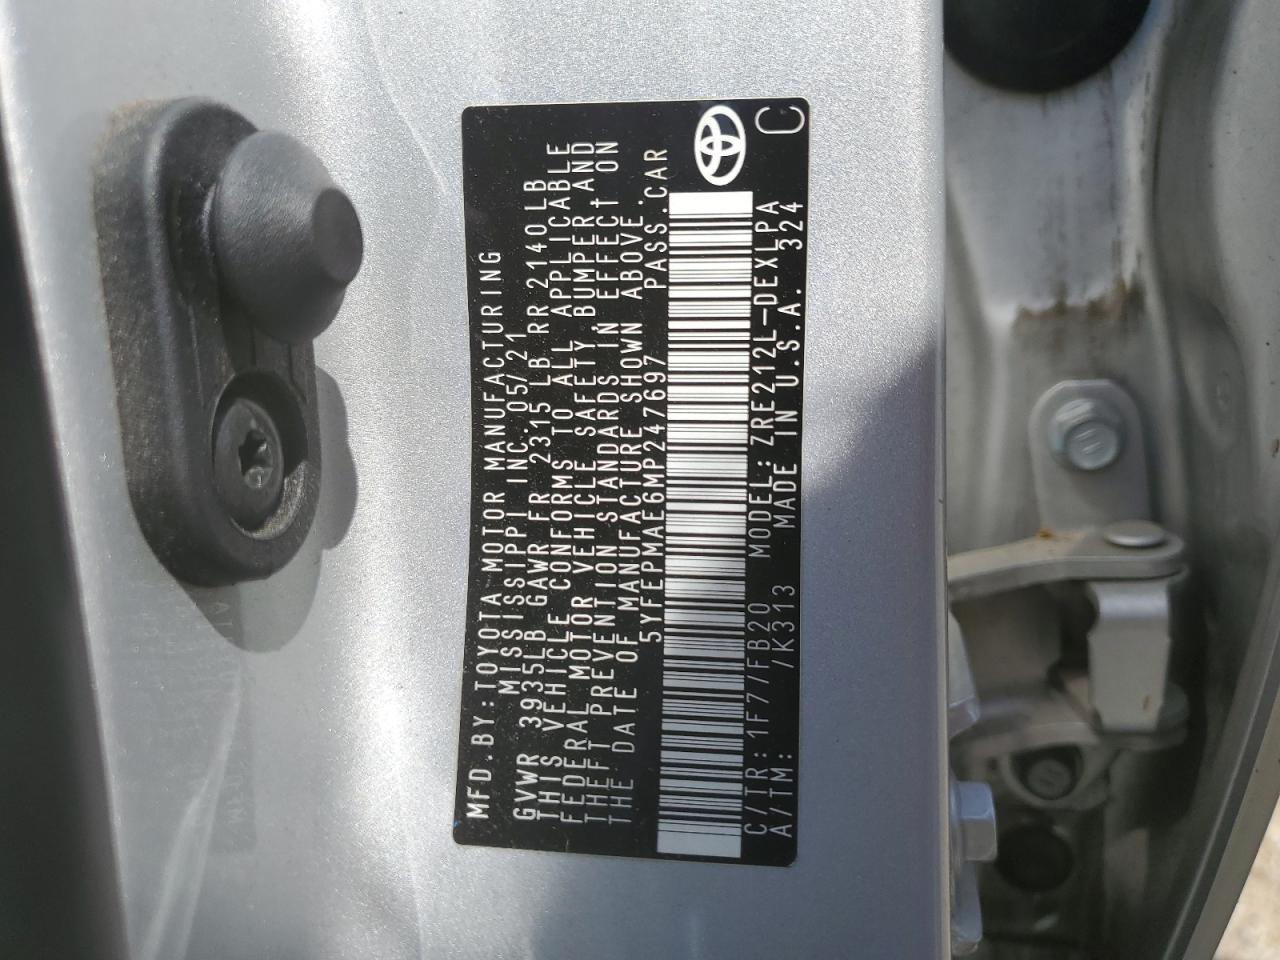 MFD.BY:TOYOTA MOTOR MANUFACTURING
MISSISSIPPI INC. 05/21
GVWR 3935LB GAWR FR 2315LB RR 2140LB
THIS VEHICLE CONFORMS TO ALL APPLICABLE
FEDERAL MOTOR VEHICLE SAFETY, BUMPER, AND
THEFT PREVENTION STANDARDS IN EFFECT ON
THE DATE OF MANUFACTURE SHOWN ABOVE.
5YFEPMAE6MP247697 PASS.CAR
C/TR: 1F7/FB20 MODEL: ZRE212L-DEXLPA
A/TM: /K313 MADE IN U.S.A. 324
C